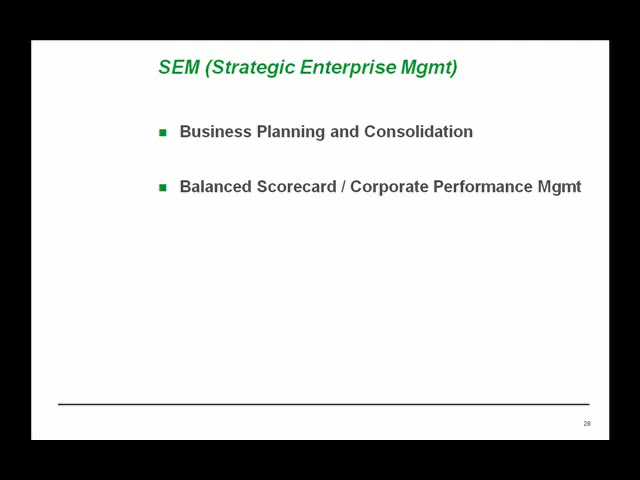 SEM (Strategic Enterprise Mgmt)
Business Planning and Consolidation
Balanced Scorecard / Corporate Performance Mgmt
28